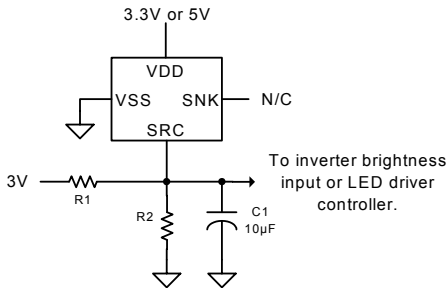 3.3V or 5V
VDD
VSS SNK N/C
SRC
3V
R1
R2
C1
10µF
To inverter brightness
input or LED driver
controller.